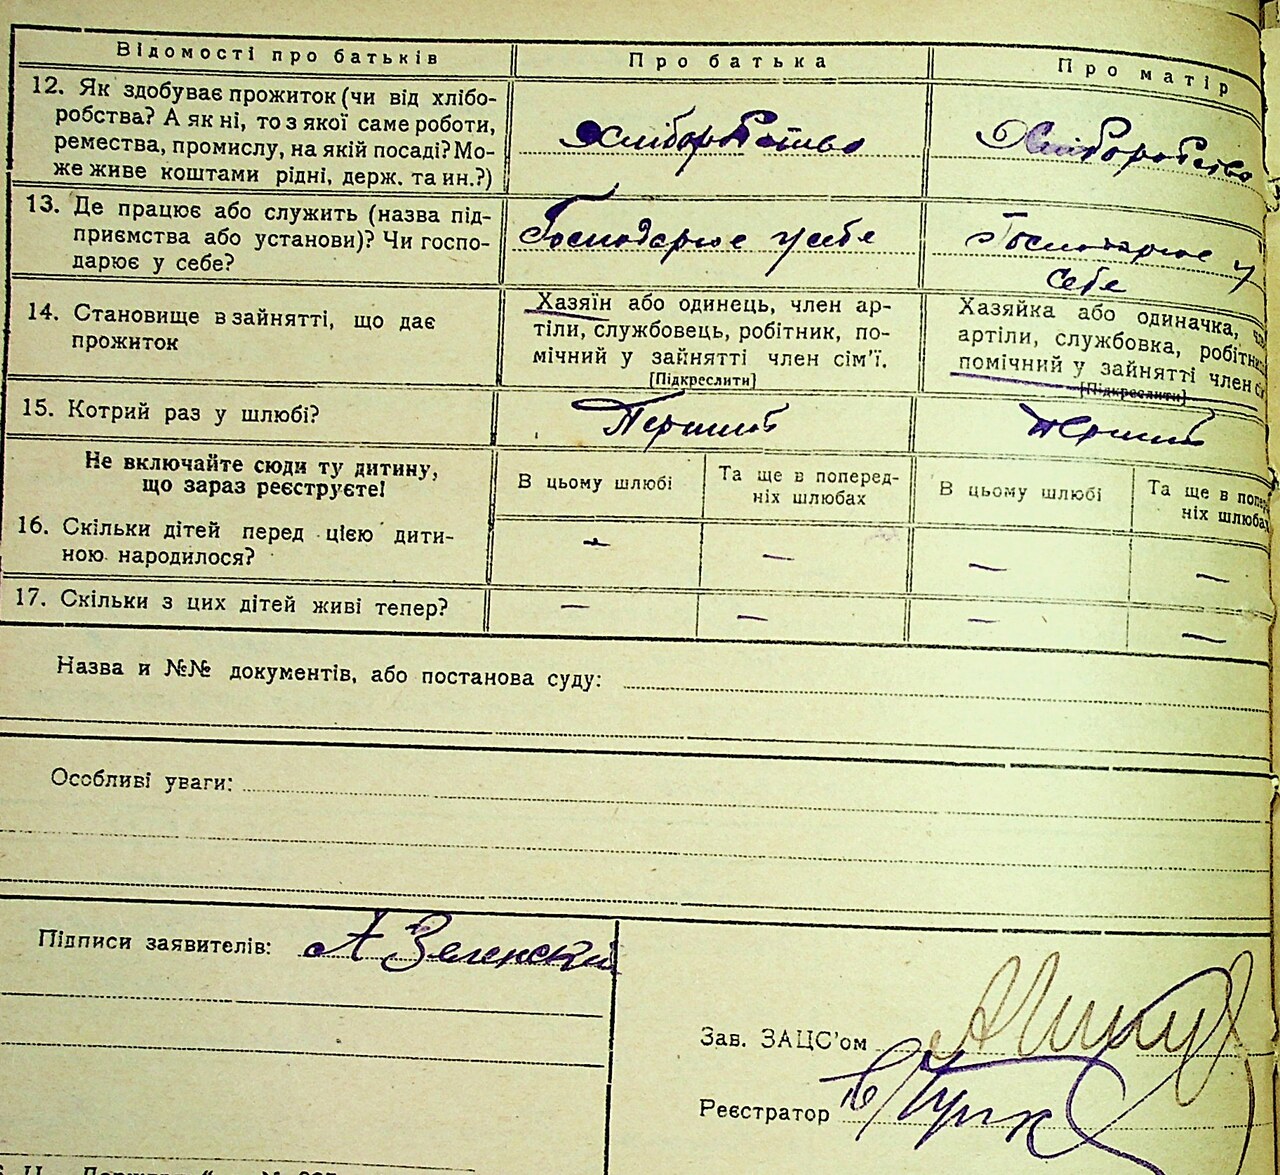 Відомості про батьків
Про батька
Про матір
12. Як здобуває прожиток (чи від хлібо-
робства? А як ні, то з якої саме роботи,
ремества, промислу, на якій посаді? Мо-
же живе коштами рідні, держ. та ин.?)
Хліборобство
Хліборобство
13. Де працює або служить (назва під-
приємства або установи)? Чи госпо-
дарює у себе?
Господарює у себе
Господарює у
себе
14. Становище в зайнятті, що дає
прожиток
Хазяїн або одинець, член ар-
тіли, службовець, робітник, по-
мічний у зайнятті член сім'ї.
[Підкреслити]
Хазяйка або одиначка,
артіли, службовка, робітн
помічний у зайнятті член
[Підкреслити]
15. Котрий раз у шлюбі?
Перший
Перший
Не включайте сюди ту дитину,
що зараз реєструєте!
В цьому шлюбі
Та ще в поперед-
ніх шлюбах
В цьому шлюбі
Та ще в попе
ніх шлюбах
16. Скільки дітей перед цією дити-
ною народилося?
— — — —
17. Скільки з цих дітей живі тепер?
— — — —
Назва и №№ документів, або постанова суду:
Особливі уваги:
Підписи заявителів: А Зеленский
Зав. ЗАЦС'ом
Реєстратор